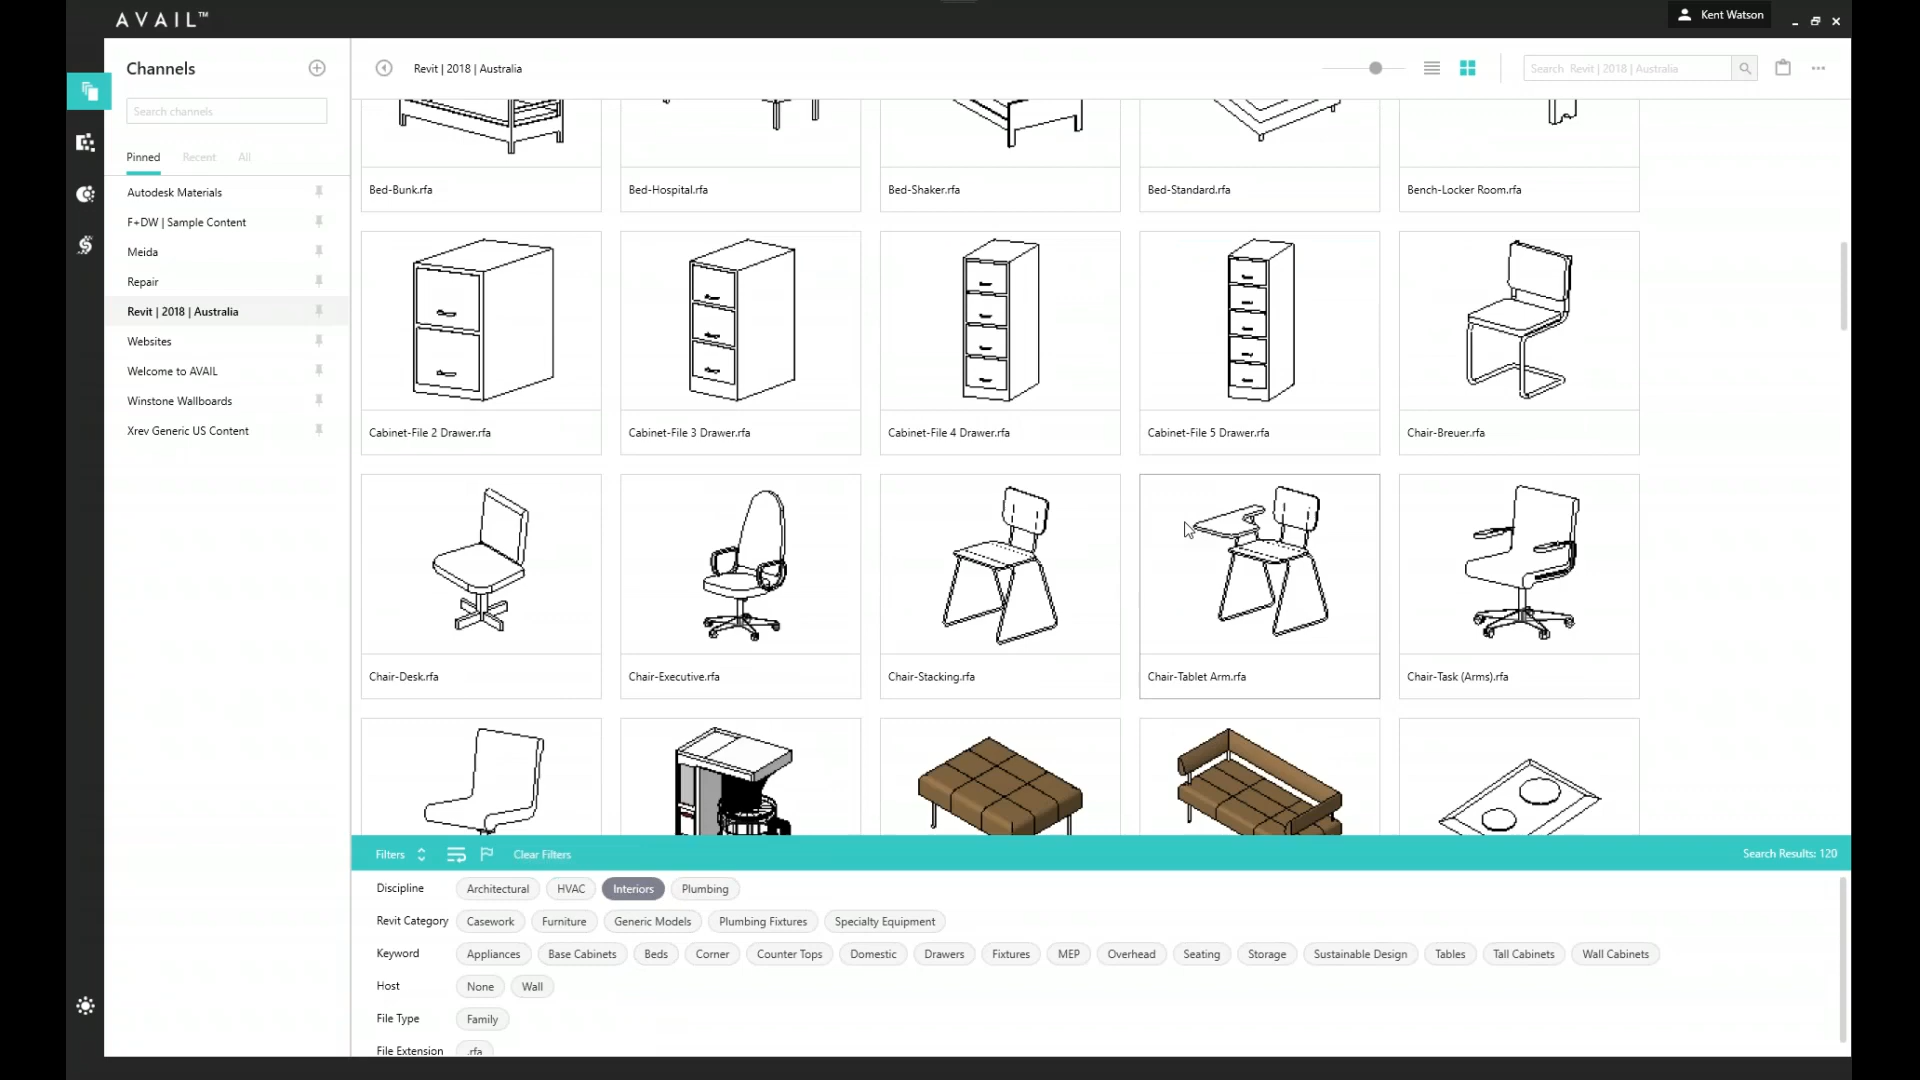 AVAIL™
Kent Watson
Channels
Revit | 2018 | Australia
Search Revit | 2018 | Australia
Search channels
Pinned Recent All
Autodesk Materials
F+DW | Sample Content
Meida
Repair
Revit | 2018 | Australia
Websites
Welcome to AVAIL
Winstone Wallboards
Xrev Generic US Content
Bed-Bunk.rfa Bed-Hospital.rfa Bed-Shaker.rfa Bed-Standard.rfa Bench-Locker Room.rfa
Cabinet-File 2 Drawer.rfa Cabinet-File 3 Drawer.rfa Cabinet-File 4 Drawer.rfa Cabinet-File 5 Drawer.rfa Chair-Breuer.rfa
Chair-Desk.rfa Chair-Executive.rfa Chair-Stacking.rfa Chair-Tablet Arm.rfa Chair-Task (Arms).rfa
Filters Clear Filters Search Results: 120
Discipline Architectural HVAC Interiors Plumbing
Revit Category Casework Furniture Generic Models Plumbing Fixtures Specialty Equipment
Keyword Appliances Base Cabinets Beds Corner Counter Tops Domestic Drawers Fixtures MEP Overhead Seating Storage Sustainable Design Tables Tall Cabinets Wall Cabinets
Host None Wall
File Type Family
File Extension .rfa